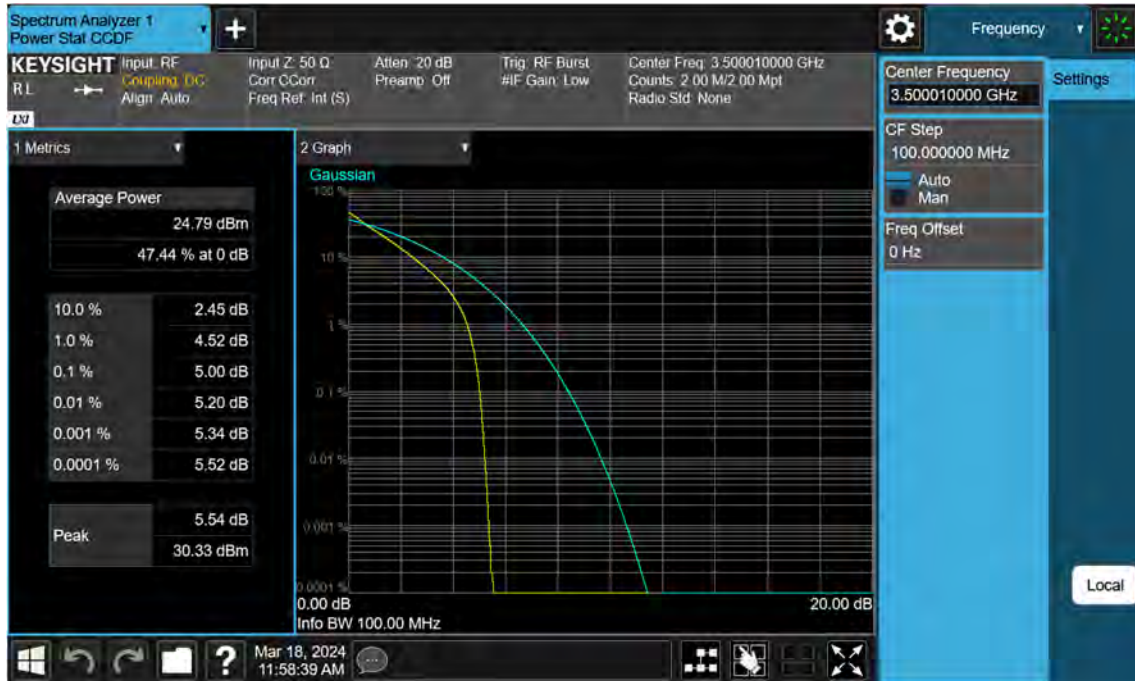 Spectrum Analyzer 1
Power Stat CCDF
+
Frequency
KEYSIGHT
RL
LXI
Input: RF
Coupling: DC
Align: Auto
Input Z: 50 Ω
Corr CCorr
Freq Ref: Int (S)
Atten: 20 dB
Preamp: Off
Trig: RF Burst
#IF Gain: Low
Center Freq: 3.500010000 GHz
Counts: 2.00 M/2.00 Mpt
Radio Std: None
Center Frequency
3.500010000 GHz
Settings
CF Step
100.000000 MHz
Auto
Man
Freq Offset
0 Hz
1 Metrics
Average Power
24.79 dBm
47.44 % at 0 dB
10.0 % 2.45 dB
1.0 % 4.52 dB
0.1 % 5.00 dB
0.01 % 5.20 dB
0.001 % 5.34 dB
0.0001 % 5.52 dB
Peak
5.54 dB
30.33 dBm
2 Graph
Gaussian
100 %
10 %
1 %
0.1 %
0.01 %
0.001 %
0.0001 %
0.00 dB 20.00 dB
Info BW 100.00 MHz
Local
?
Mar 18, 2024
11:58:39 AM